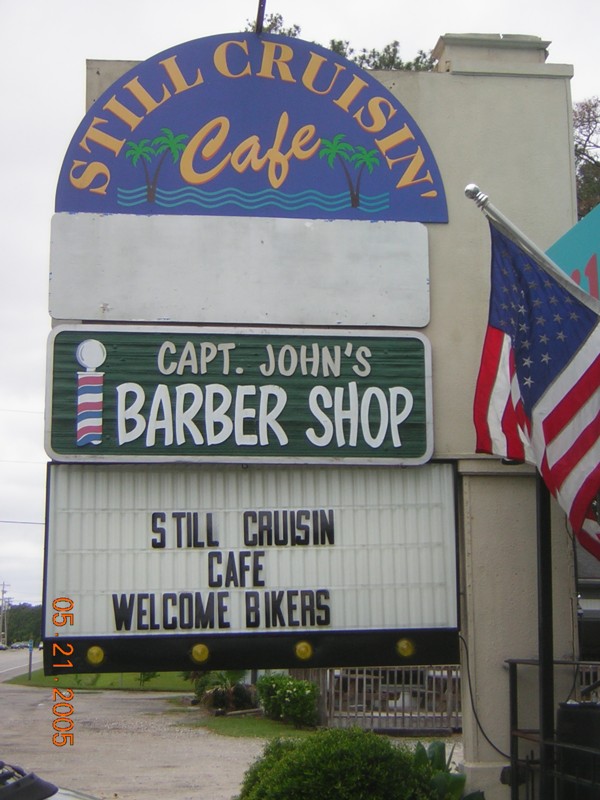 STILL CRUISIN'
Cafe
CAPT. JOHN'S
BARBER SHOP
STILL CRUISIN
CAFE
WELCOME BIKERS
05 21 2005